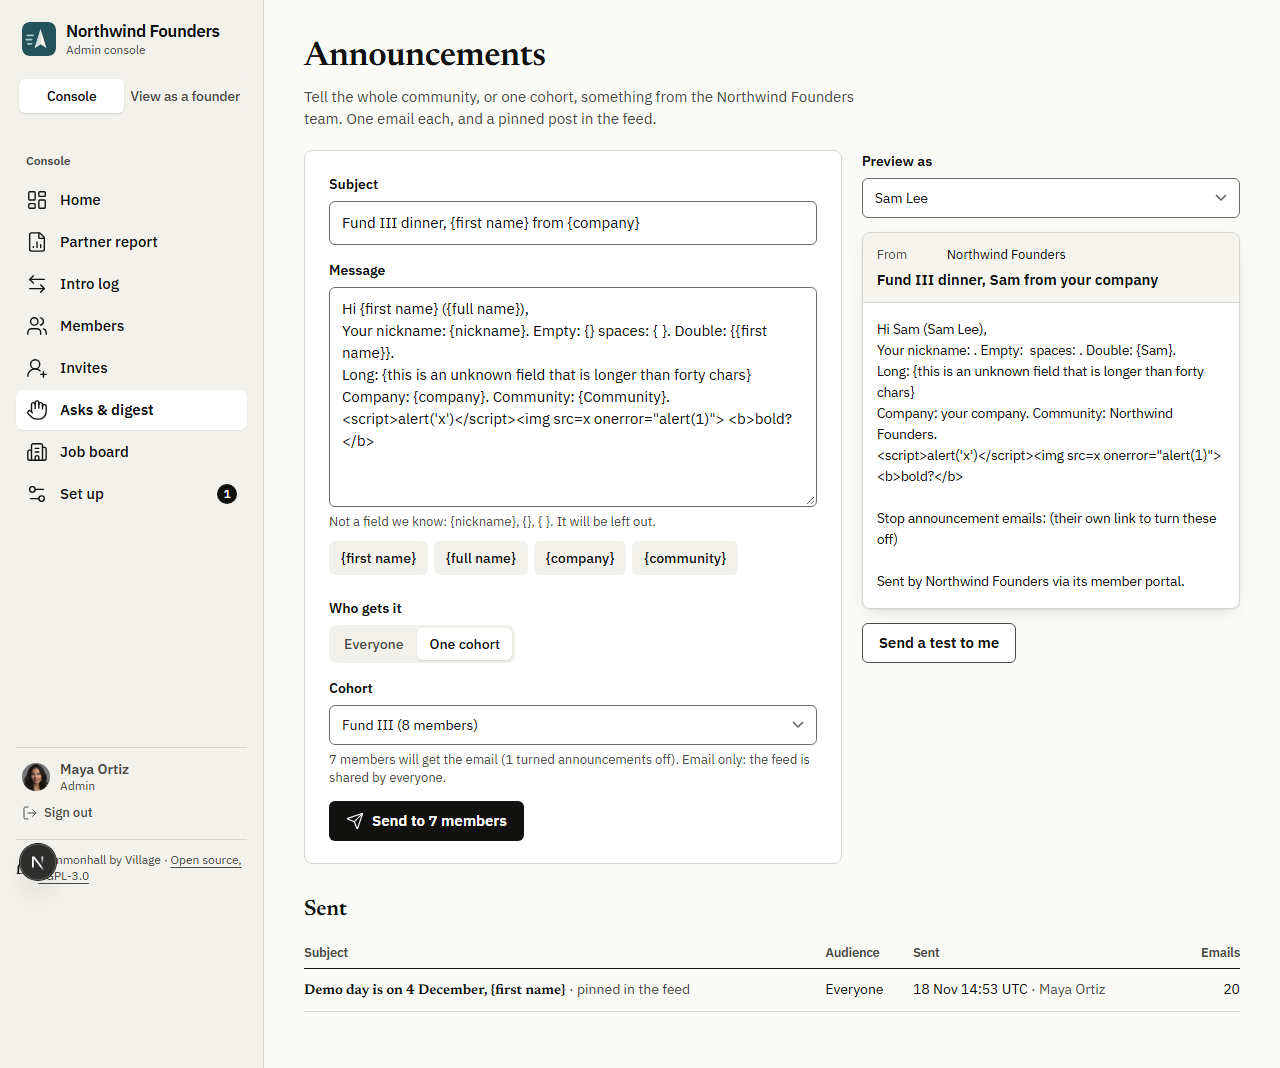 Northwind Founders
Admin console
Console
View as a founder
Console
Home
Partner report
Intro log
Members
Invites
Asks & digest
Job board
Set up
1
Maya Ortiz
Admin
Sign out
N
mmonhall by Village · Open source,
GPL-3.0
Announcements
Tell the whole community, or one cohort, something from the Northwind Founders
team. One email each, and a pinned post in the feed.
Subject
Fund III dinner, {first name} from {company}
Message
Hi {first name} ({full name}),
Your nickname: {nickname}. Empty: {} spaces: { }. Double: {{first
name}}.
Long: {this is an unknown field that is longer than forty chars}
Company: {company}. Community: {Community}.
<script>alert('x')</script><img src=x onerror="alert(1)"> <b>bold?
</b>
Not a field we know: {nickname}, {}, { }. It will be left out.
{first name}
{full name}
{company}
{community}
Who gets it
Everyone
One cohort
Cohort
Fund III (8 members)
7 members will get the email (1 turned announcements off). Email only: the feed is
shared by everyone.
Send to 7 members
Preview as
Sam Lee
From
Northwind Founders
Fund III dinner, Sam from your company
Hi Sam (Sam Lee),
Your nickname: . Empty:  spaces: . Double: {Sam}.
Long: {this is an unknown field that is longer than forty
chars}
Company: your company. Community: Northwind
Founders.
<script>alert('x')</script><img src=x onerror="alert(1)">
<b>bold?</b>
Stop announcement emails: (their own link to turn these
off)
Sent by Northwind Founders via its member portal.
Send a test to me
Sent
Subject
Audience
Sent
Emails
Demo day is on 4 December, {first name} · pinned in the feed
Everyone
18 Nov 14:53 UTC · Maya Ortiz
20